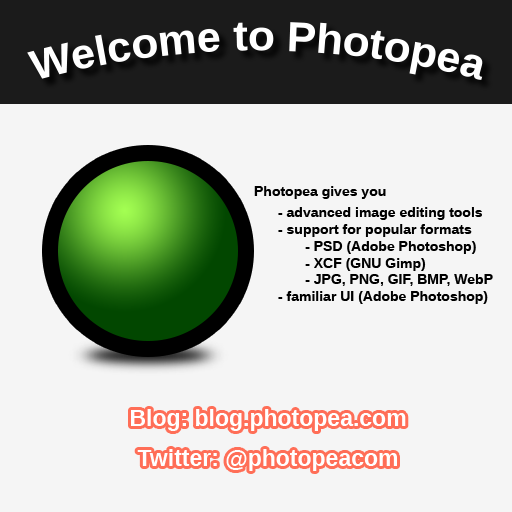 Welcome to Photopea
Photopea gives you
- advanced image editing tools
- support for popular formats
- PSD (Adobe Photoshop)
- XCF (GNU Gimp)
- JPG, PNG, GIF, BMP, WebP
- familiar UI (Adobe Photoshop)
Blog: blog.photopea.com
Twitter: @photopeacom